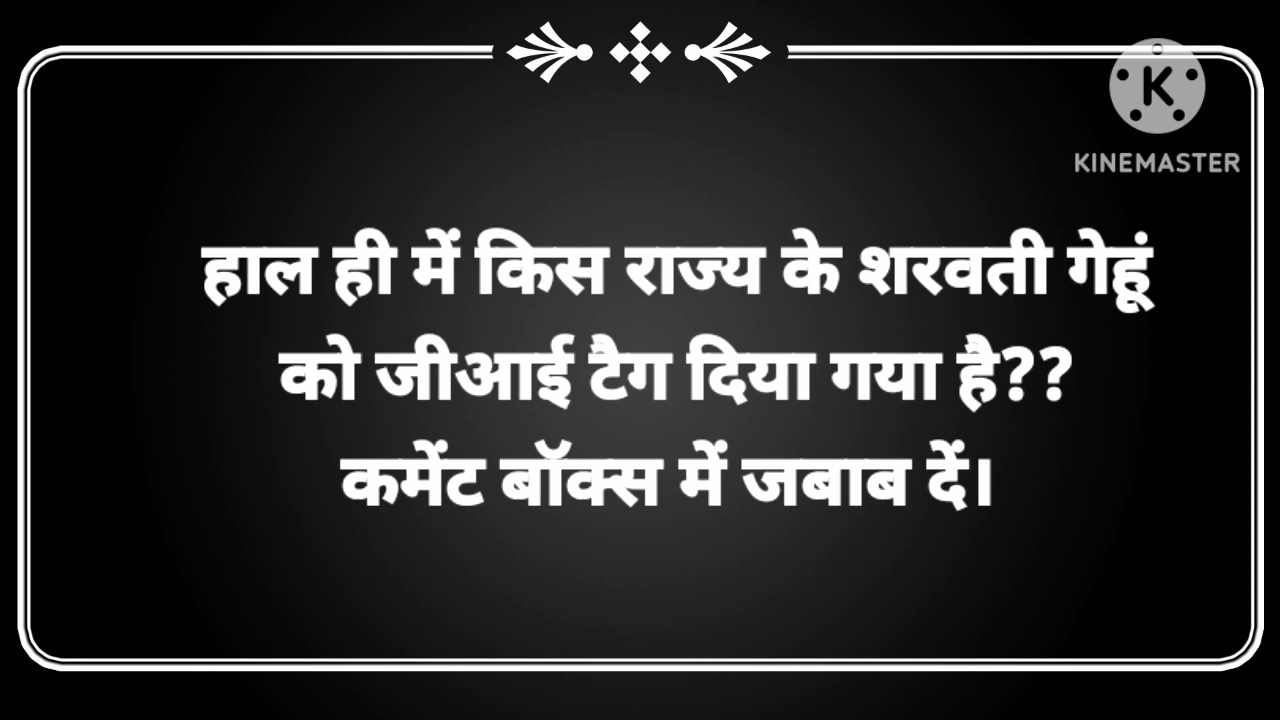 KINEMASTER
हाल ही में किस राज्य के शरवती गेहूं
को जीआई टैग दिया गया है??
कमेंट बॉक्स में जबाब दें।